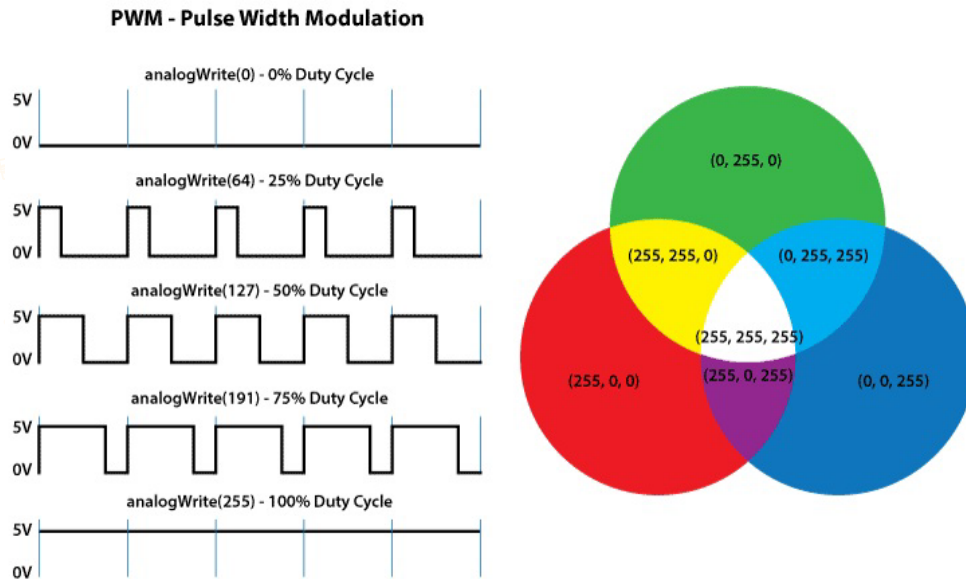 PWM - Pulse Width Modulation
analogWrite(0) - 0% Duty Cycle
5V
0V
analogWrite(64) - 25% Duty Cycle
5V
0V
analogWrite(127) - 50% Duty Cycle
5V
0V
analogWrite(191) - 75% Duty Cycle
5V
0V
analogWrite(255) - 100% Duty Cycle
5V
0V
(0, 255, 0)
(255, 255, 0)
(0, 255, 255)
(255, 255, 255)
(255, 0, 0)
(255, 0, 255)
(0, 0, 255)